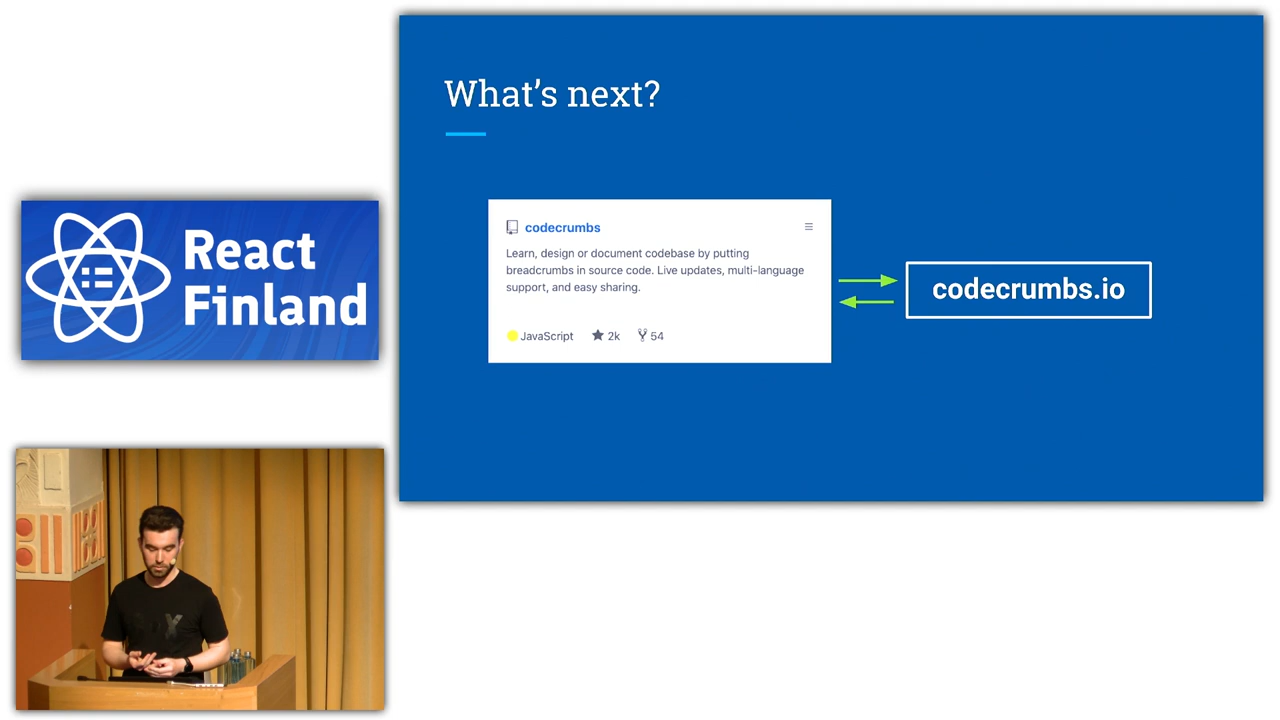 What's next?
codecrumbs
Learn, design or document codebase by putting
breadcrumbs in source code. Live updates, multi-language
support, and easy sharing.
JavaScript 2k 54
codecrumbs.io
React
Finland